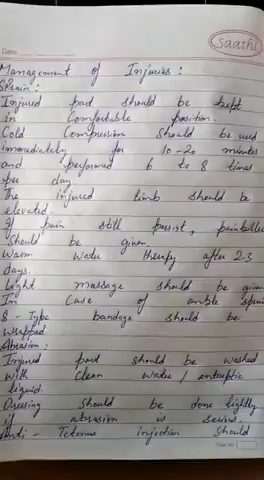 Saathi
Date
Management of Injuries:
Sprain:
Injured part should be kept
in Comfortable position.
Cold Compression should be used
immediately for 10-20 minutes
and performed 6 to 8 times
per day.
The injured limb should be
elevated.
If pain still persist, painkiller
should be given
Warm water therapy after 2-3
days.
Light massage should be given
In Case of ankle sprain
8-Type bandage should be
wrapped.
Abrasion:
Injured part should be washed
with Clean Water / antiseptic
liquid.
Dressing should be done lightly
if abrasion is serious.
Anti-Tetenus injection should